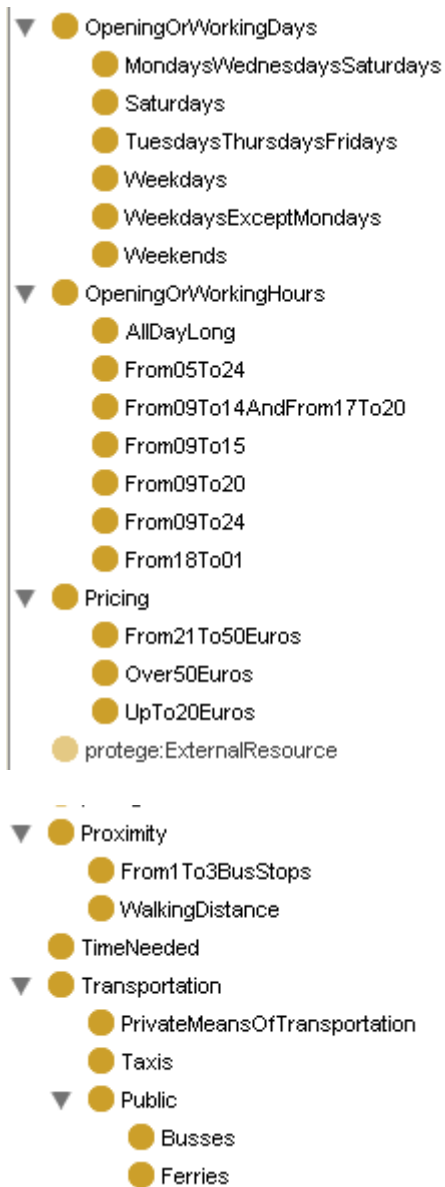 OpeningOrWorkingDays
MondaysWednesdaysSaturdays
Saturdays
TuesdaysThursdaysFridays
Weekdays
WeekdaysExceptMondays
Weekends
OpeningOrWorkingHours
AllDayLong
From05To24
From09To14AndFrom17To20
From09To15
From09To20
From09To24
From18To01
Pricing
From21To50Euros
Over50Euros
UpTo20Euros
protege:ExternalResource
Proximity
From1To3BusStops
WalkingDistance
TimeNeeded
Transportation
PrivateMeansOfTransportation
Taxis
Public
Busses
Ferries